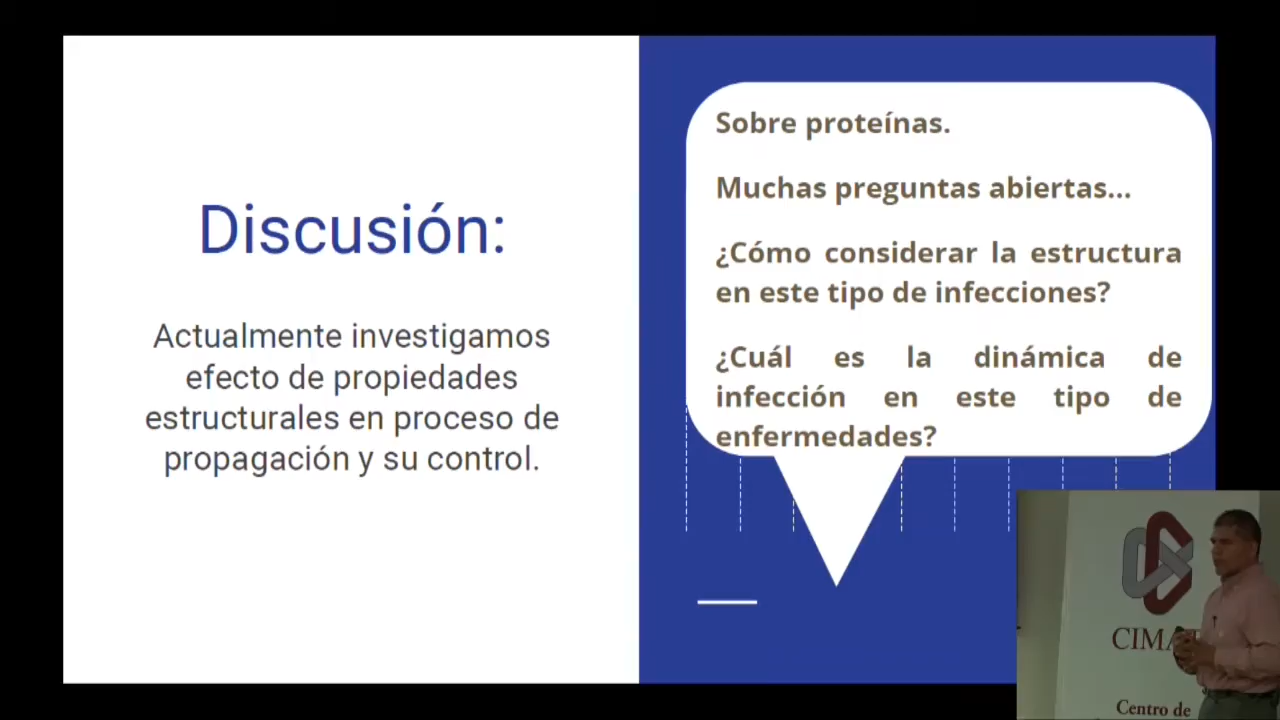 Discusión:
Actualmente investigamos
efecto de propiedades
estructurales en proceso de
propagación y su control.
Sobre proteínas.
Muchas preguntas abiertas...
¿Cómo considerar la estructura
en este tipo de infecciones?
¿Cuál es la dinámica de
infección en este tipo de
enfermedades?
Centro de